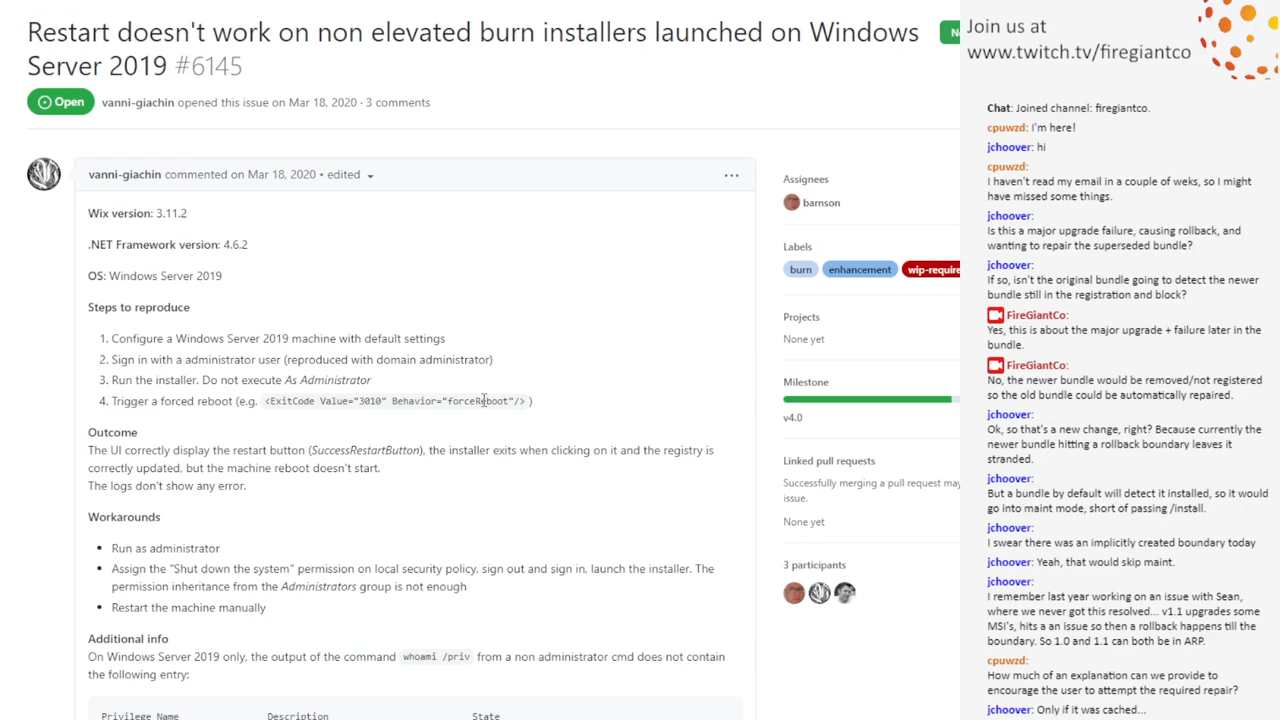 Restart doesn't work on non elevated burn installers launched on Windows
Server 2019 #6145
Open
vanni-giachin opened this issue on Mar 18, 2020 · 3 comments
vanni-giachin commented on Mar 18, 2020 • edited
Wix version: 3.11.2
.NET Framework version: 4.6.2
OS: Windows Server 2019
Steps to reproduce
1. Configure a Windows Server 2019 machine with default settings
2. Sign in with a administrator user (reproduced with domain administrator)
3. Run the installer. Do not execute As Administrator
4. Trigger a forced reboot (e.g. <ExitCode Value="3010" Behavior="forceReboot"/> )
Outcome
The UI correctly display the restart button (SuccessRestartButton), the installer exits when clicking on it and the registry is
correctly updated, but the machine reboot doesn't start.
The logs don't show any error.
Workarounds
• Run as administrator
• Assign the "Shut down the system" permission on local security policy, sign out and sign in, launch the installer. The
permission inheritance from the Administrators group is not enough
• Restart the machine manually
Additional info
On Windows Server 2019 only, the output of the command whoami /priv from a non administrator cmd does not contain
the following entry:
Privilege Name Description State
Assignees
barnson
Labels
burn enhancement wip-require
Projects
None yet
Milestone
v4.0
Linked pull requests
Successfully merging a pull request may
issue.
None yet
3 participants
Join us at
www.twitch.tv/firegiantco
Chat: Joined channel: firegiantco.
cpuwzd: I'm here!
jchoover: hi
cpuwzd:
I haven't read my email in a couple of weks, so I might
have missed some things.
jchoover:
Is this a major upgrade failure, causing rollback, and
wanting to repair the superseded bundle?
jchoover:
If so, isn't the original bundle going to detect the newer
bundle still in the registration and block?
FireGiantCo:
Yes, this is about the major upgrade + failure later in the
bundle.
FireGiantCo:
No, the newer bundle would be removed/not registered
so the old bundle could be automatically repaired.
jchoover:
Ok, so that's a new change, right? Because currently the
newer bundle hitting a rollback boundary leaves it
stranded.
jchoover:
But a bundle by default will detect it installed, so it would
go into maint mode, short of passing /install.
jchoover:
I swear there was an implicitly created boundary today
jchoover: Yeah, that would skip maint.
jchoover:
I remember last year working on an issue with Sean,
where we never got this resolved... v1.1 upgrades some
MSI's, hits a an issue so then a rollback happens till the
boundary. So 1.0 and 1.1 can both be in ARP.
cpuwzd:
How much of an explanation can we provide to
encourage the user to attempt the required repair?
jchoover: Only if it was cached...